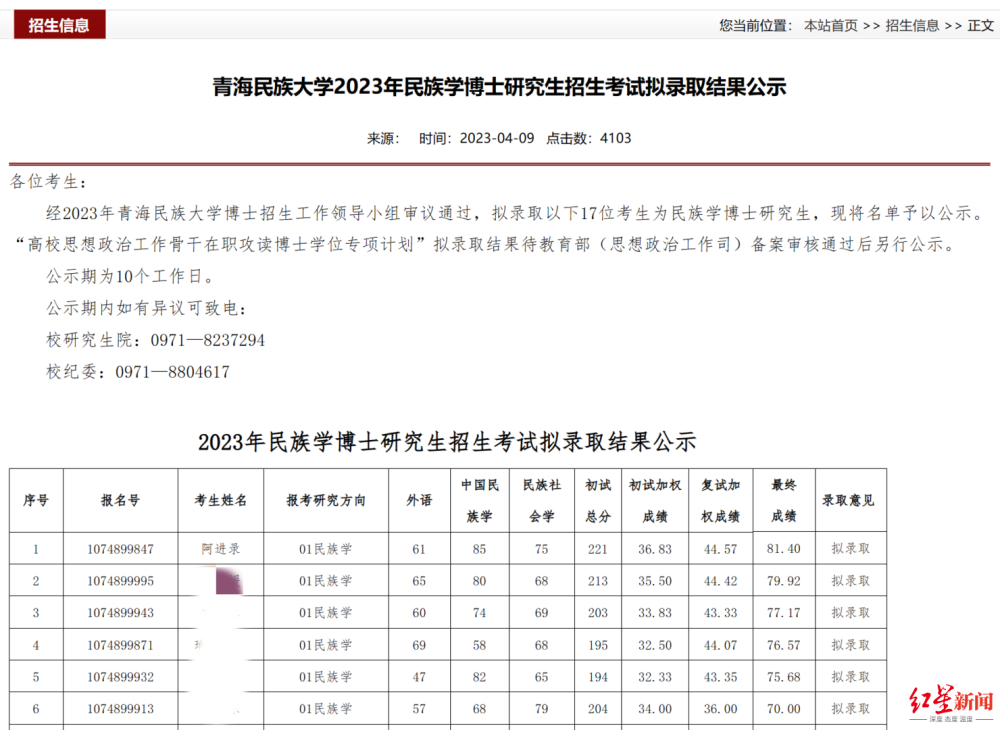 招生信息
您当前位置： 本站首页 >> 招生信息 >> 正文
青海民族大学2023年民族学博士研究生招生考试拟录取结果公示
来源： 时间：2023-04-09 点击数：4103
各位考生：
经2023年青海民族大学博士招生工作领导小组审议通过，拟录取以下17位考生为民族学博士研究生，现将名单予以公示。
“高校思想政治工作骨干在职攻读博士学位专项计划”拟录取结果待教育部（思想政治工作司）备案审核通过后另行公示。
公示期为10个工作日。
公示期内如有异议可致电：
校研究生院：0971—8237294
校纪委：0971—8804617
2023年民族学博士研究生招生考试拟录取结果公示
序号 报名号 考生姓名 报考研究方向 外语 中国民族学 民族社会学 初试总分 初试加权成绩 复试加权成绩 最终成绩 录取意见
1 1074899847 阿进录 01民族学 61 85 75 221 36.83 44.57 81.40 拟录取
2 1074899995 01民族学 65 80 68 213 35.50 44.42 79.92 拟录取
3 1074899943 01民族学 60 74 69 203 33.83 43.33 77.17 拟录取
4 1074899871 01民族学 69 58 68 195 32.50 44.07 76.57 拟录取
5 1074899932 01民族学 47 82 65 194 32.33 43.35 75.68 拟录取
6 1074899913 01民族学 57 68 79 204 34.00 36.00 70.00 拟录取
红星新闻
深度 态度 温度